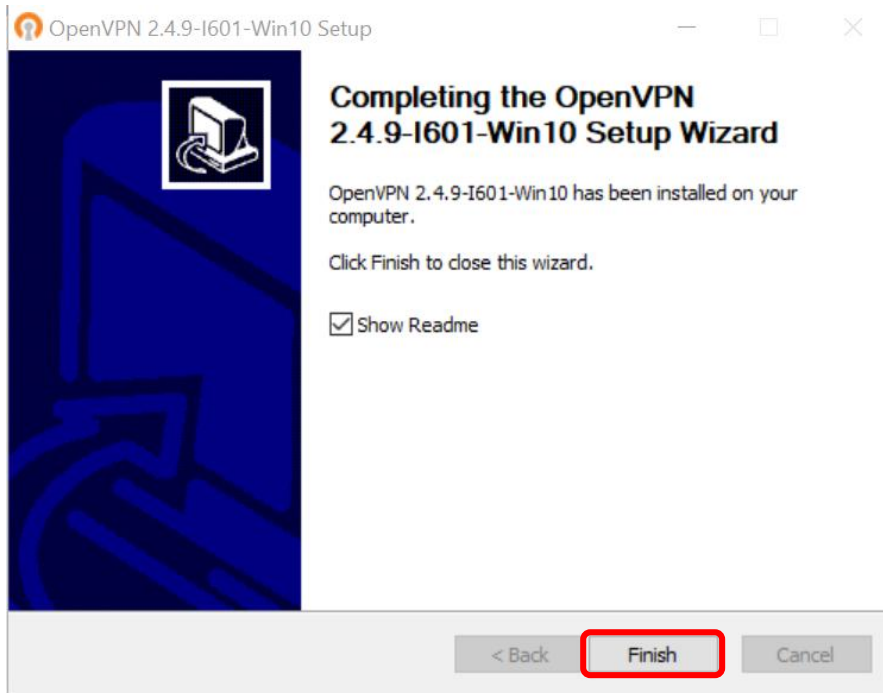 OpenVPN 2.4.9-I601-Win10 Setup
Completing the OpenVPN
2.4.9-I601-Win10 Setup Wizard
OpenVPN 2.4.9-I601-Win10 has been installed on your
computer.
Click Finish to close this wizard.
Show Readme
< Back
Finish
Cancel